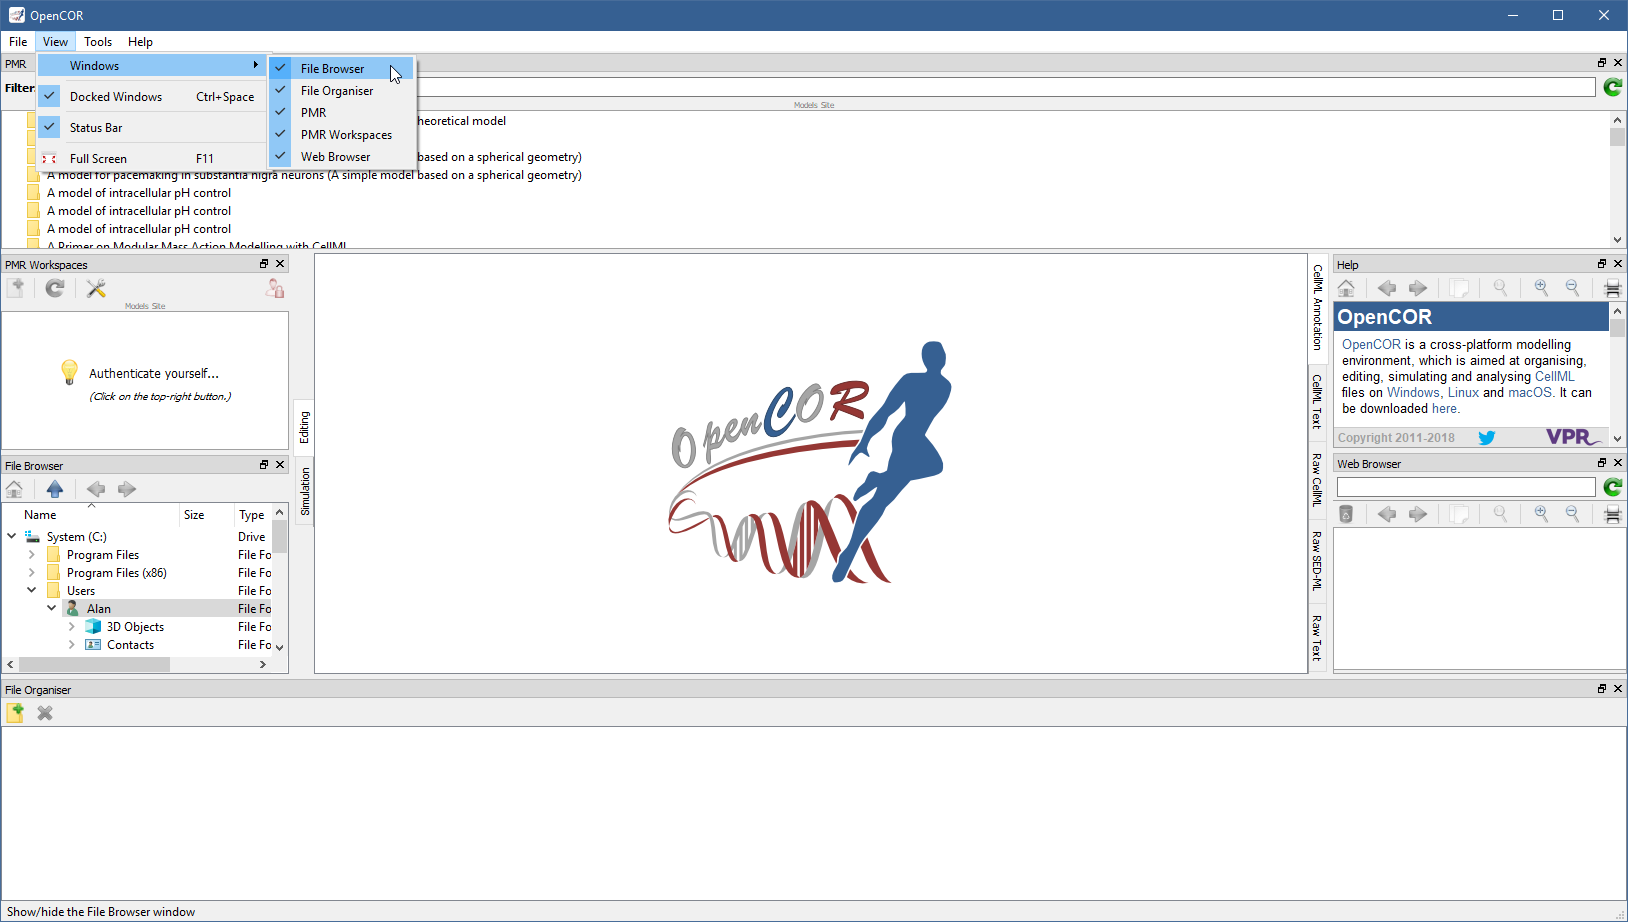 OpenCOR
File View Tools Help
PMR
Windows
File Browser
Filter:
Docked Windows Ctrl+Space
File Organiser
Models Site
Status Bar
PMR
heoretical model
PMR Workspaces
Full Screen F11
Web Browser
based on a spherical geometry)
A model for pacemaking in substantia nigra neurons (A simple model based on a spherical geometry)
A model of intracellular pH control
A model of intracellular pH control
A model of intracellular pH control
A Primer on Modular Mass Action Modelling with CellML
PMR Workspaces
Models Site
Authenticate yourself...
(Click on the top-right button.)
File Browser
Name Size Type
System (C:) Drive
Program Files File Fo
Program Files (x86) File Fo
Users File Fo
Alan File Fo
3D Objects File Fo
Contacts File Fo
Editing
Simulation
OpenCOR
CellML Annotation
CellML Text
Raw CellML
Raw SED-ML
Raw Text
Help
OpenCOR
OpenCOR is a cross-platform modelling
environment, which is aimed at organising,
editing, simulating and analysing CellML
files on Windows, Linux and macOS. It can
be downloaded here.
Copyright 2011-2018 VPR
Web Browser
File Organiser
Show/hide the File Browser window